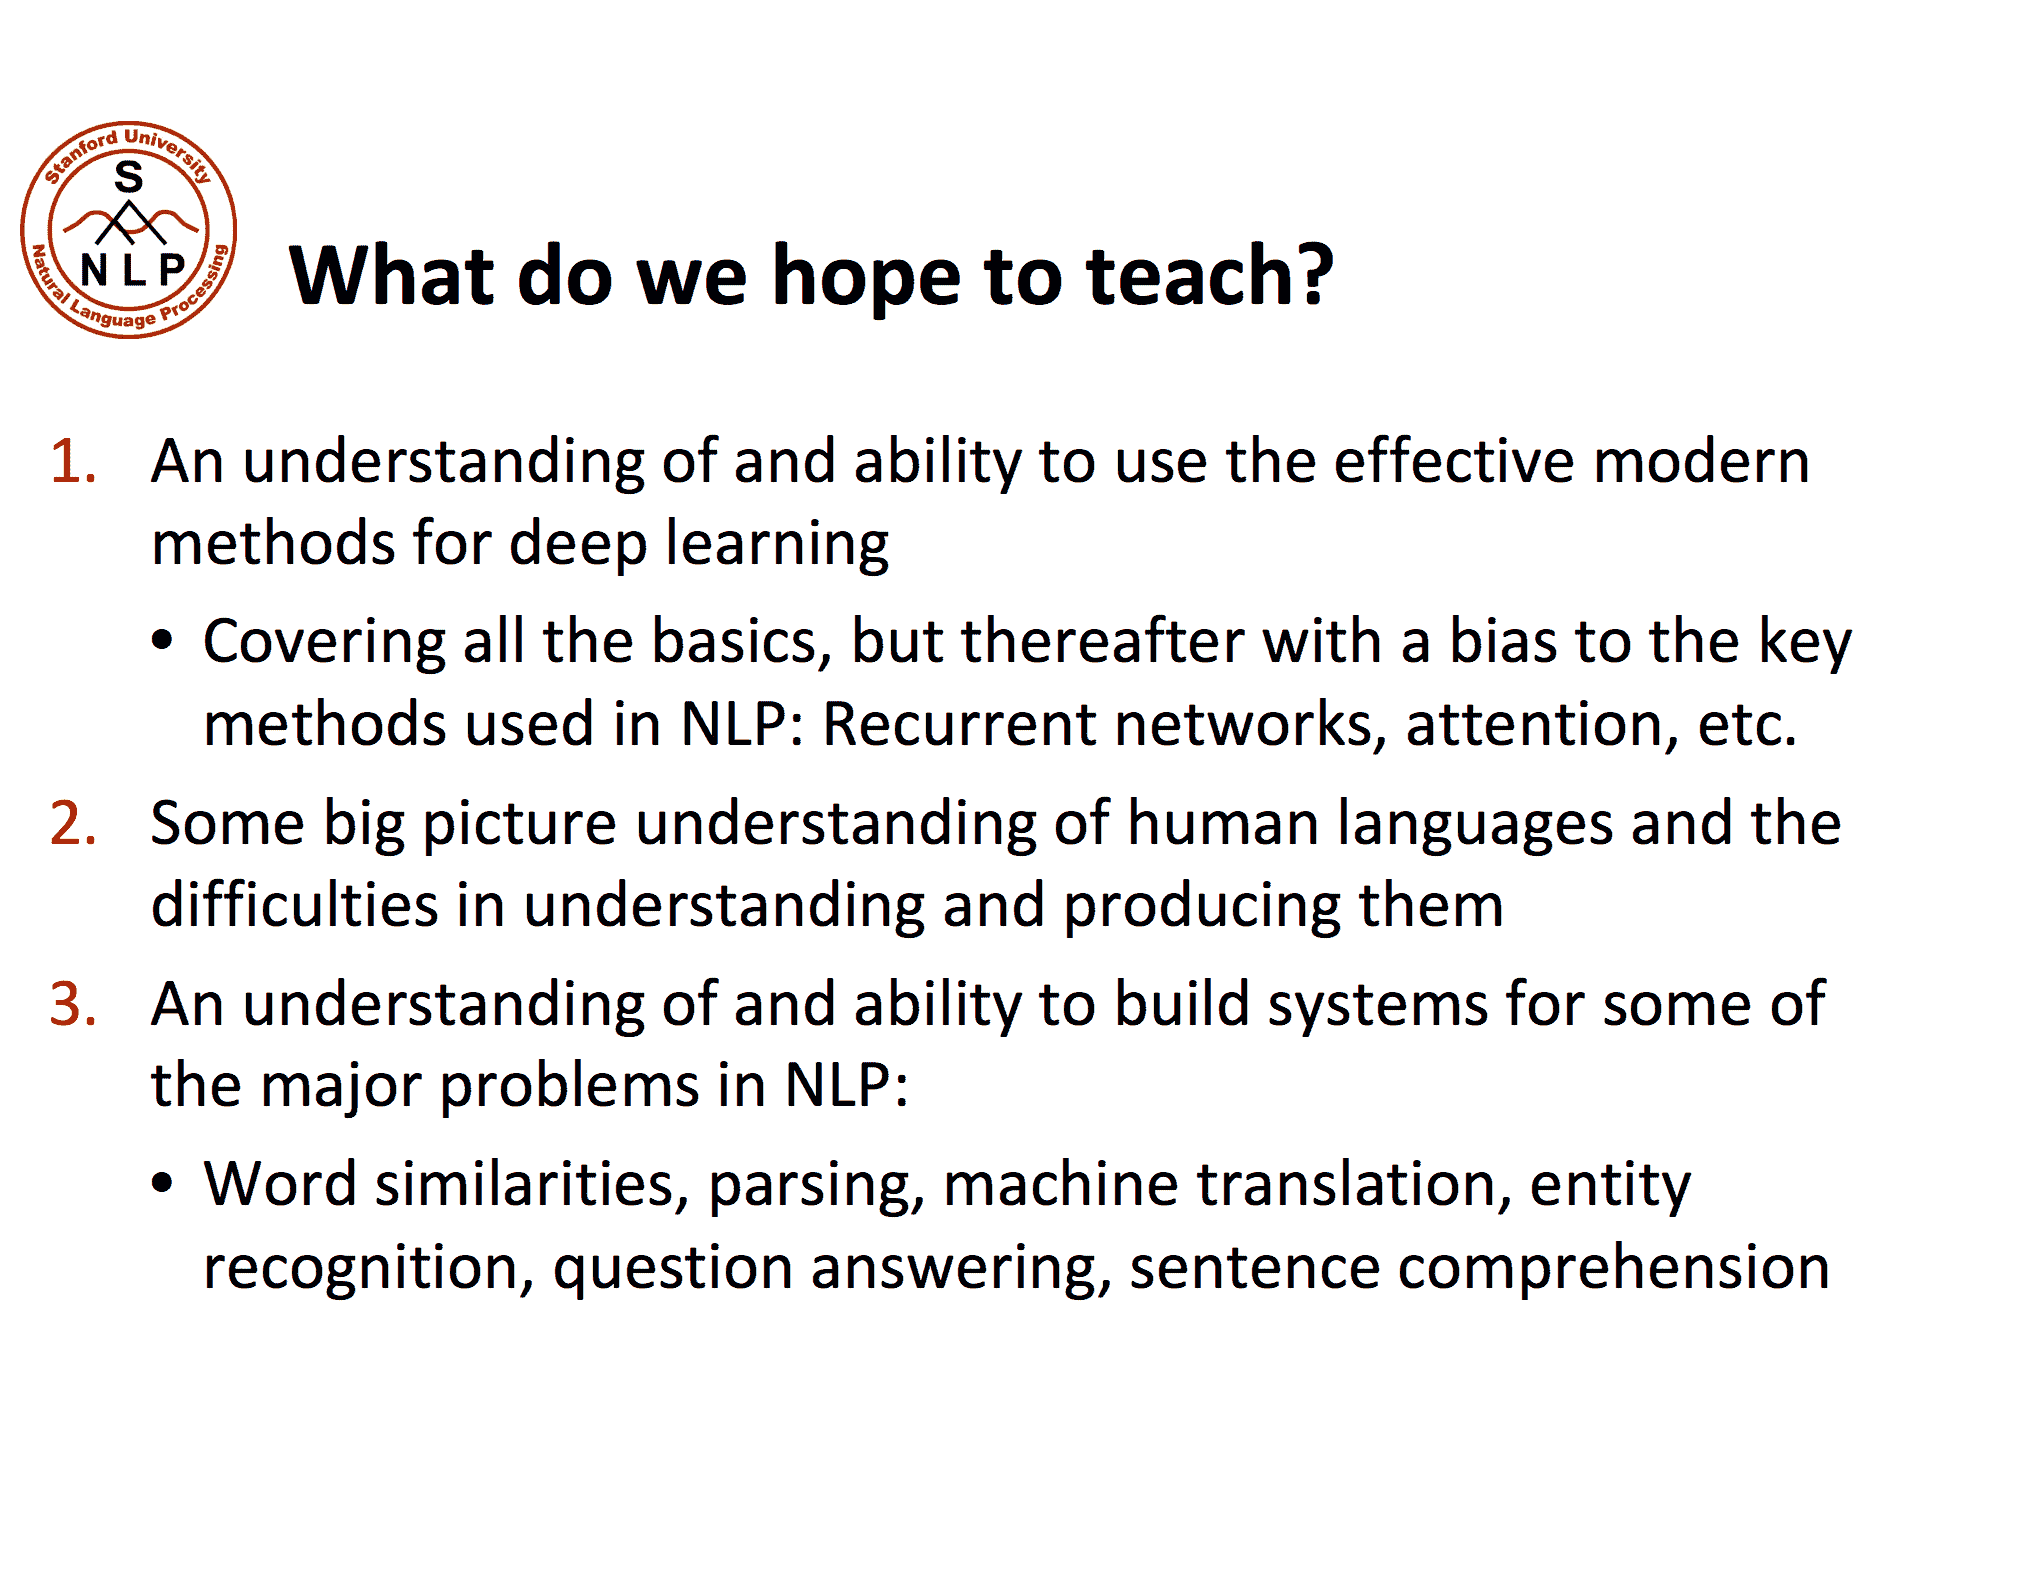 Stanford University
S
N L P
Natural Language Processing
What do we hope to teach?
1. An understanding of and ability to use the effective modern
methods for deep learning
• Covering all the basics, but thereafter with a bias to the key
methods used in NLP: Recurrent networks, attention, etc.
2. Some big picture understanding of human languages and the
difficulties in understanding and producing them
3. An understanding of and ability to build systems for some of
the major problems in NLP:
• Word similarities, parsing, machine translation, entity
recognition, question answering, sentence comprehension